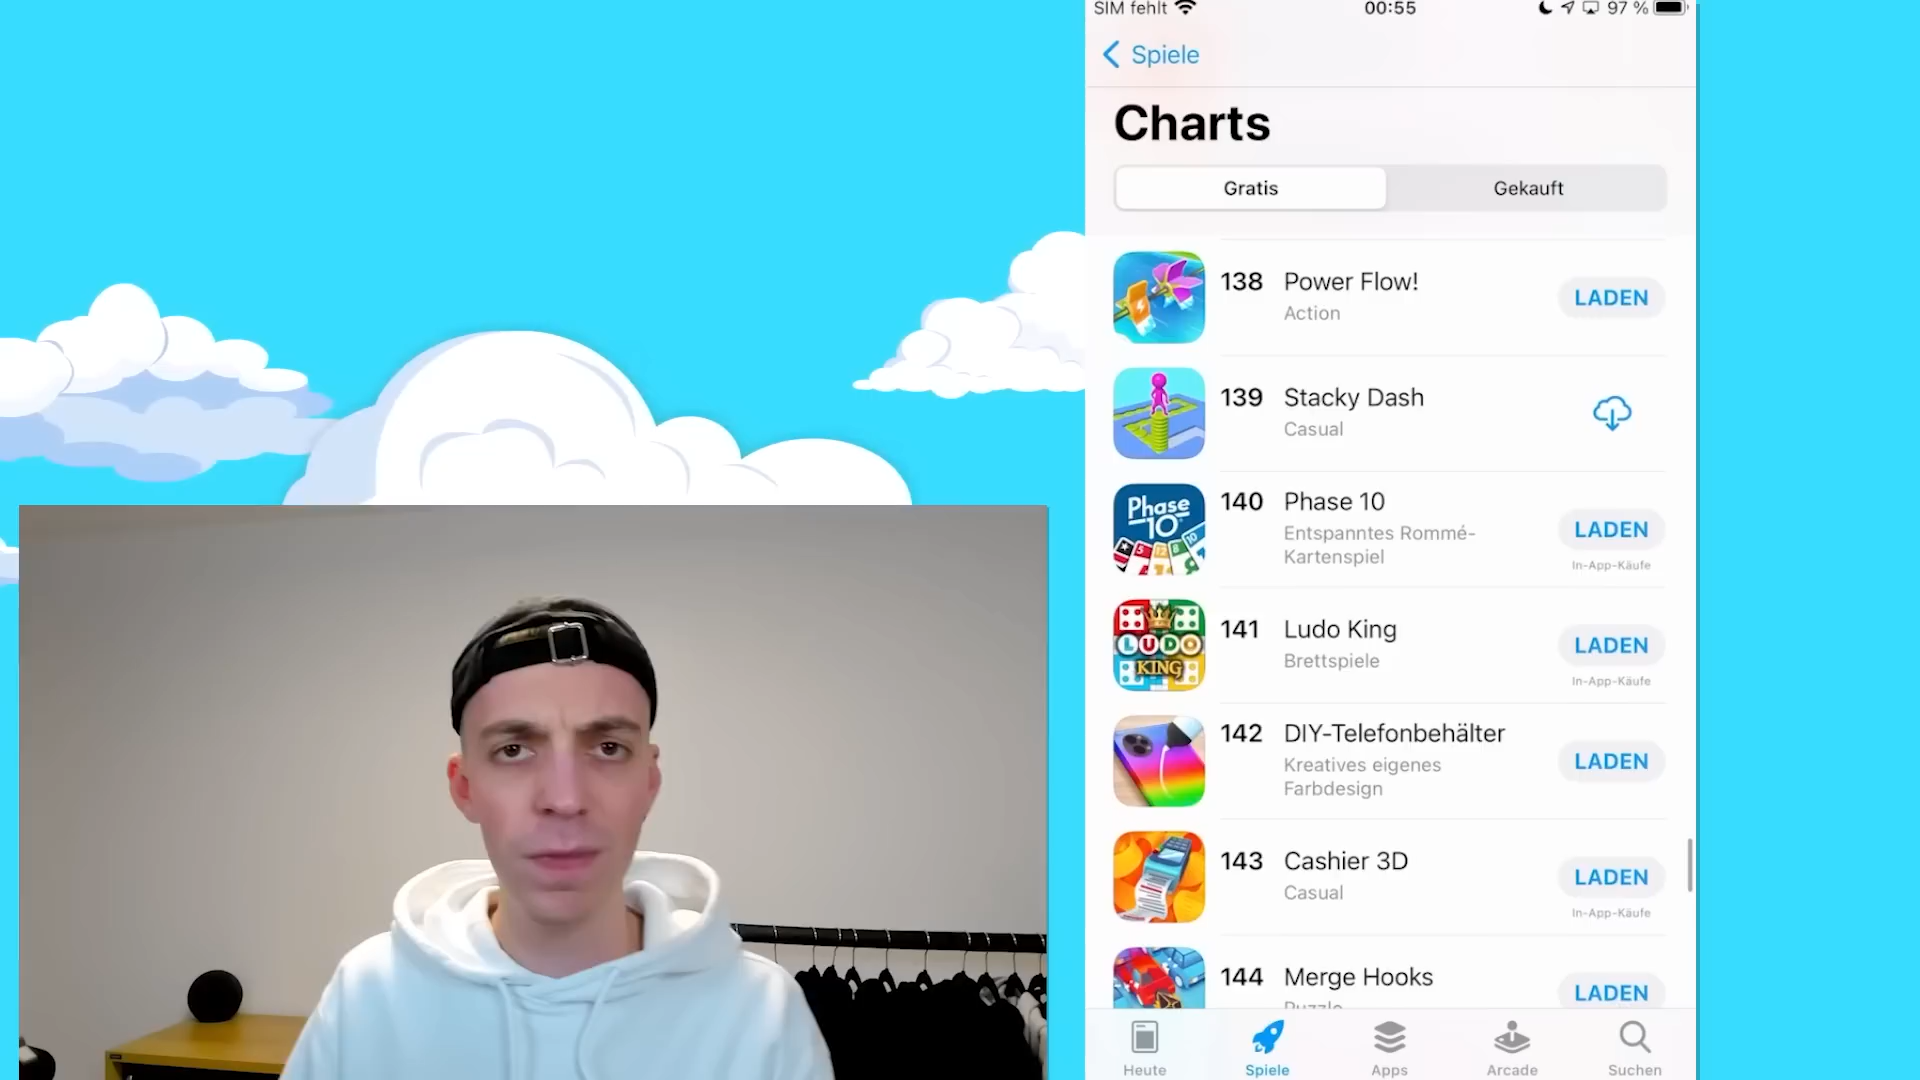 SIM fehlt
00:55
97 %
Spiele
Charts
Gratis
Gekauft
138
Power Flow!
Action
LADEN
139
Stacky Dash
Casual
Phase
10
140
Phase 10
Entspanntes Rommé-
Kartenspiel
LADEN
In-App-Käufe
LUDO
KING
141
Ludo King
Brettspiele
LADEN
In-App-Käufe
142
DIY-Telefonbehälter
Kreatives eigenes
Farbdesign
LADEN
143
Cashier 3D
Casual
LADEN
In-App-Käufe
144
Merge Hooks
Puzzle
LADEN
Heute
Spiele
Apps
Arcade
Suchen